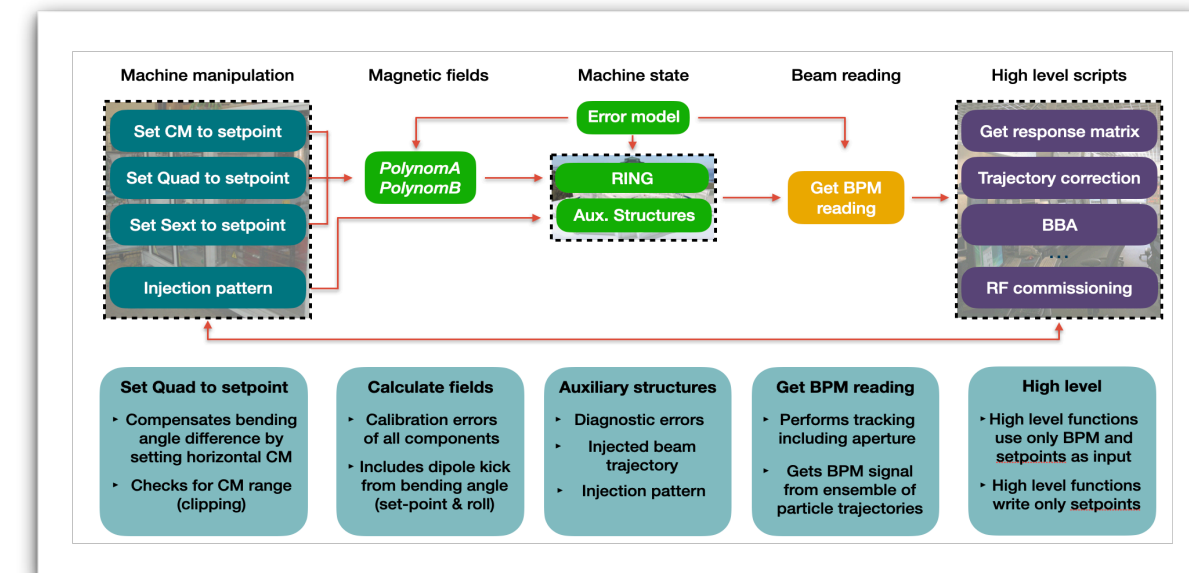 Machine manipulation
Magnetic fields
Machine state
Beam reading
High level scripts
Set CM to setpoint
Set Quad to setpoint
Set Sext to setpoint
Injection pattern
PolynomA
PolynomB
Error model
RING
Aux. Structures
Get BPM
reading
Get response matrix
Trajectory correction
BBA
...
RF commissioning
Set Quad to setpoint
‣ Compensates bending
angle difference by
setting horizontal CM
‣ Checks for CM range
(clipping)
Calculate fields
‣ Calibration errors
of all components
‣ Includes dipole kick
from bending angle
(set-point & roll)
Auxiliary structures
‣ Diagnostic errors
‣ Injected beam
trajectory
‣ Injection pattern
Get BPM reading
‣ Performs tracking
including aperture
‣ Gets BPM signal
from ensemble of
particle trajectories
High level
‣ High level functions
use only BPM and
setpoints as input
‣ High level functions
write only setpoints